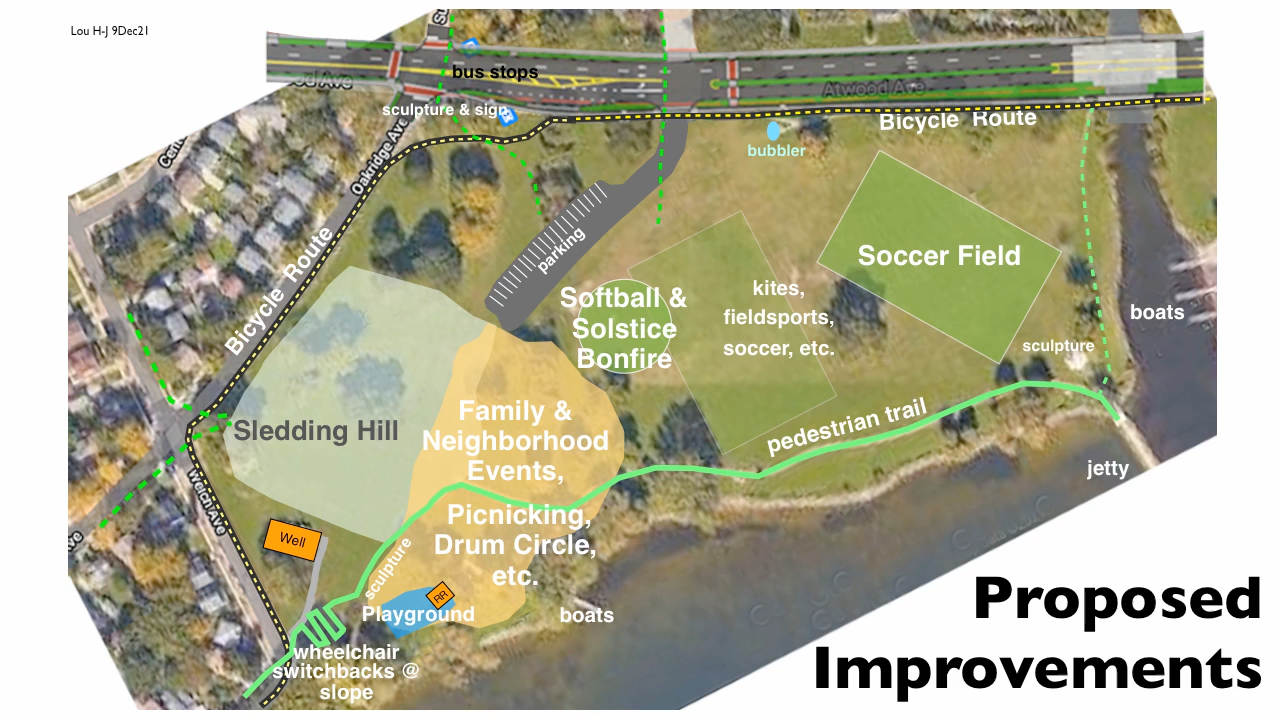 Lou H-J 9Dec21
bus stops
Atwood Ave
sculpture & sign
Bicycle Route
bubbler
Oakridge Ave
Bicycle Route
parking
Soccer Field
Softball &
Solstice
Bonfire
kites,
fieldsports,
soccer, etc.
boats
sculpture
Sledding Hill
Family &
Neighborhood
Events,
Picnicking,
Drum Circle,
etc.
pedestrian trail
jetty
Welch Ave
Well
sculpture
RR
Playground
boats
wheelchair
switchbacks @
slope
Proposed
Improvements